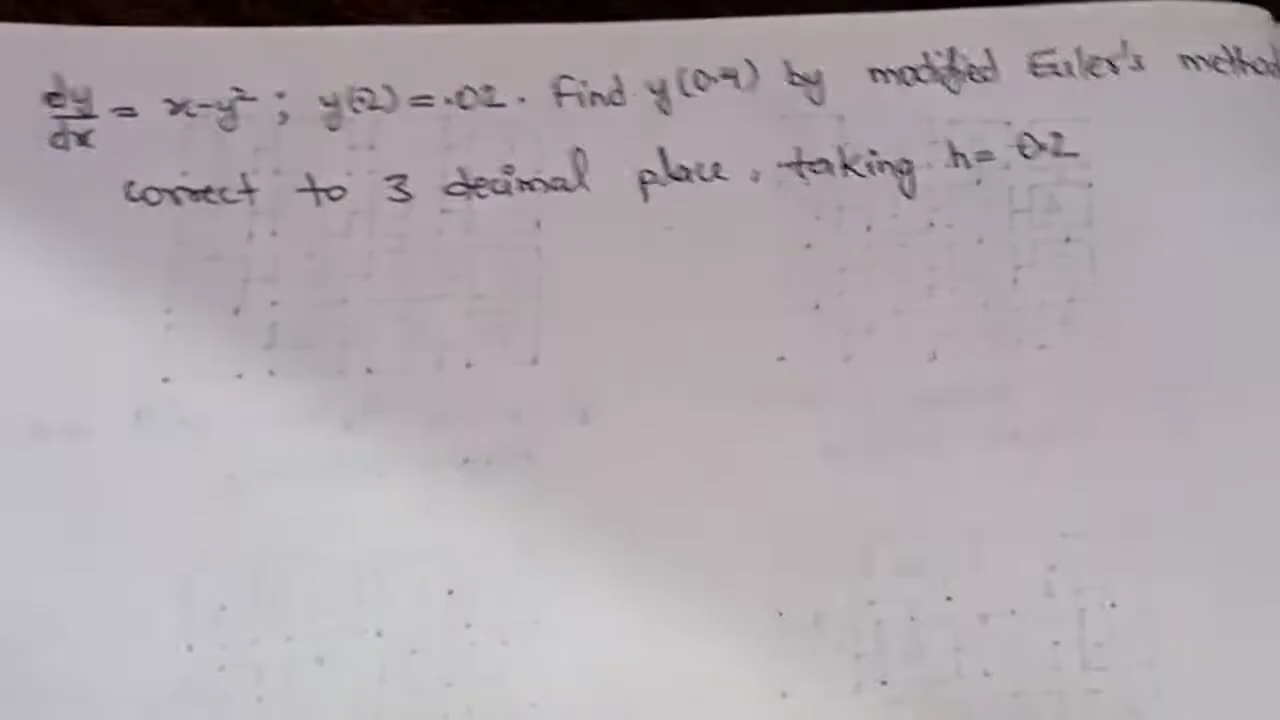 dy/dx = x-y²; y(.2) = .02. Find y(0.4) by modified Euler's method
correct to 3 decimal place, taking h= 0.2